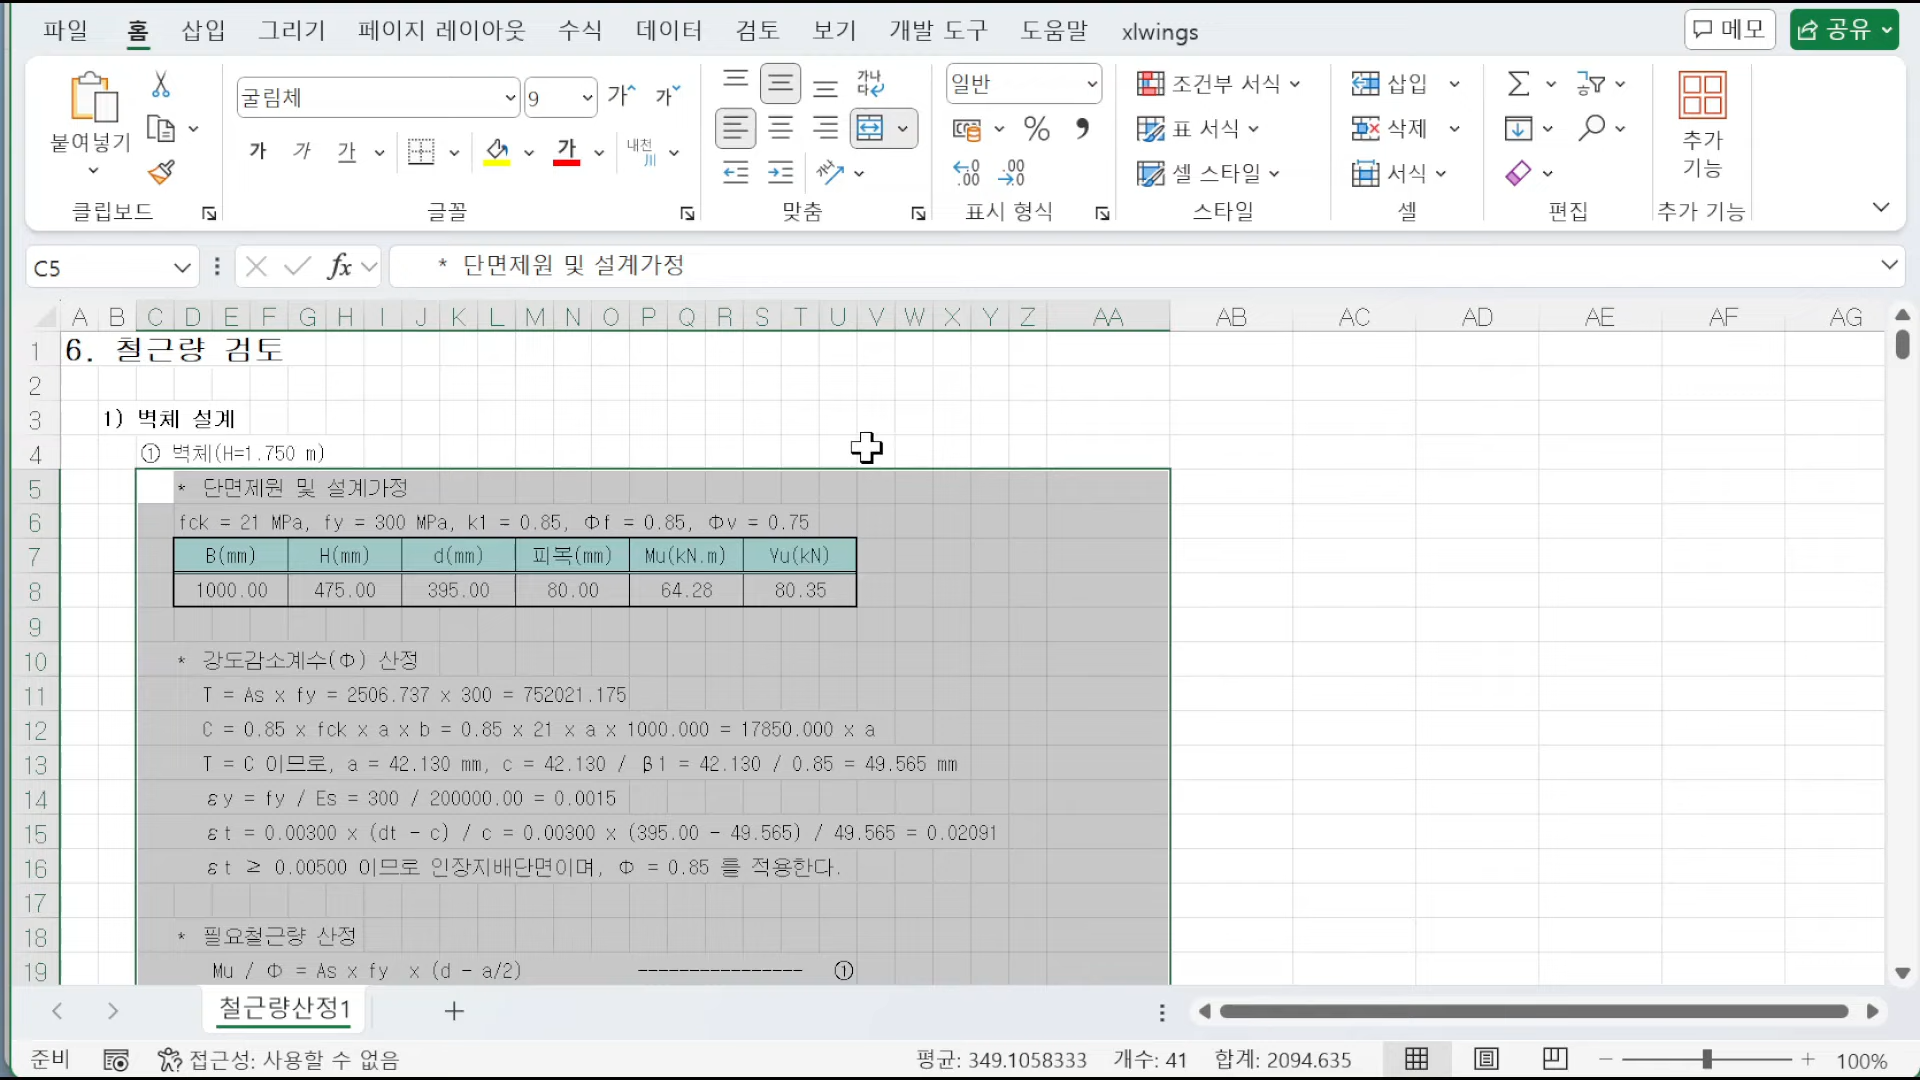 파일 홈 삽입 그리기 페이지 레이아웃 수식 데이터 검토 보기 개발 도구 도움말 xlwings 메모 공유
붙여넣기 굴림체 9 가 가 가나다 일반 조건부 서식 삽입 Σ
가 가 가 가 내천 川 % 표 서식 삭제 추가 기능
.00 .00 셀 스타일 서식
클립보드 글꼴 맞춤 표시 형식 스타일 셀 편집 추가 기능
C5 fx * 단면제원 및 설계가정
A B C D E F G H I J K L M N O P Q R S T U V W X Y Z AA AB AC AD AE AF AG
1 6. 철근량 검토
2
3 1) 벽체 설계
4 ① 벽체(H=1.750 m)
5 * 단면제원 및 설계가정
6 fck = 21 MPa, fy = 300 MPa, k1 = 0.85, Φf = 0.85, Φv = 0.75
7 B(mm) H(mm) d(mm) 피복(mm) Mu(kN.m) Vu(kN)
8 1000.00 475.00 395.00 80.00 64.28 80.35
9
10 * 강도감소계수(Φ) 산정
11 T = As x fy = 2506.737 x 300 = 752021.175
12 C = 0.85 x fck x a x b = 0.85 x 21 x a x 1000.000 = 17850.000 x a
13 T = C 이므로, a = 42.130 mm, c = 42.130 / β1 = 42.130 / 0.85 = 49.565 mm
14 εy = fy / Es = 300 / 200000.00 = 0.0015
15 εt = 0.00300 x (dt - c) / c = 0.00300 x (395.00 - 49.565) / 49.565 = 0.02091
16 εt ≥ 0.00500 이므로 인장지배단면이며, Φ = 0.85 를 적용한다.
17
18 * 필요철근량 산정
19 Mu / Φ = As x fy x (d - a/2) ---------------- ①
철근량산정1
준비 접근성: 사용할 수 없음 평균: 349.1058333 개수: 41 합계: 2094.635 100%